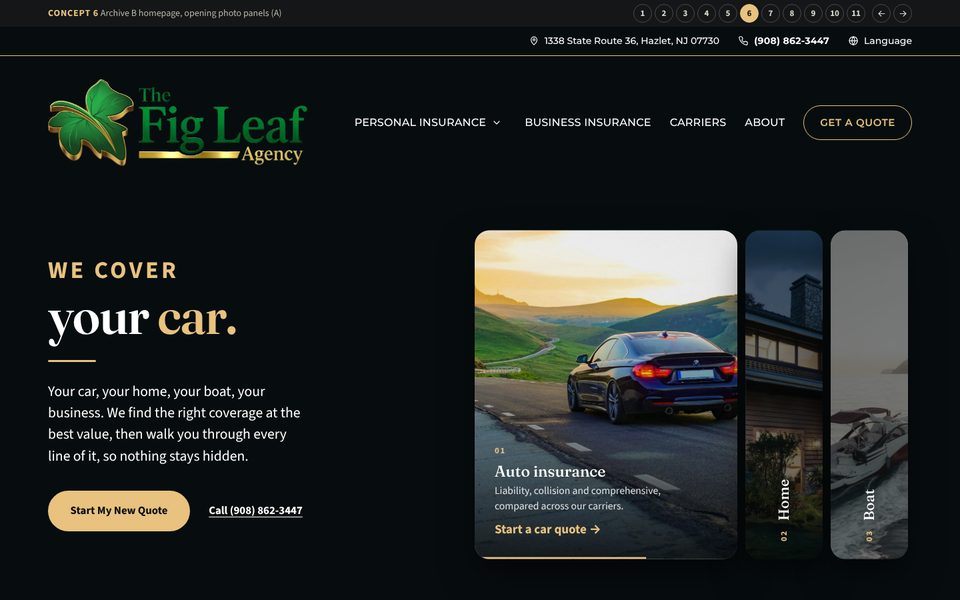 CONCEPT 6 Archive B homepage, opening photo panels (A)
1 2 3 4 5 6 7 8 9 10 11 ← →
1338 State Route 36, Hazlet, NJ 07730 (908) 862-3447 Language
The
Fig Leaf
Agency
PERSONAL INSURANCE BUSINESS INSURANCE CARRIERS ABOUT GET A QUOTE
WE COVER
your car.
Your car, your home, your boat, your
business. We find the right coverage at the
best value, then walk you through every
line of it, so nothing stays hidden.
Start My New Quote Call (908) 862-3447
01
Auto insurance
Liability, collision and comprehensive,
compared across our carriers.
Start a car quote →
02 Home
03 Boat